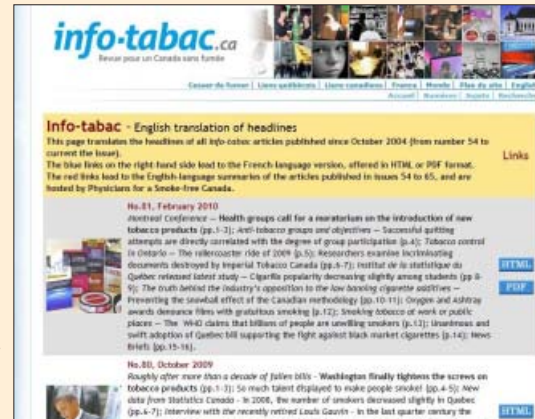 info-tabac.ca
Revue pour un Canada sans fumée
Cesser de fumer | Liens québécois | Liens canadiens | France | Monde | Plan du site | English
Accueil | Numéros | Sujets | Recherche
Info-tabac - English translation of headlines
This page translates the headlines of all info-tabac articles published since October 2004 (from number 54 to
current the issue).
The blue links on the right-hand side lead to the French-language version, offered in HTML or PDF format.
The red links lead to the English-language summaries of the articles published in issues 54 to 65, and are
hosted by Physicians for a Smoke-free Canada.
Links
No.81, February 2010
Montreal Conference — Health groups call for a moratorium on the introduction of new
tobacco products (pp.1-3); Anti-tobacco groups and objectives — Successful quitting
attempts are directly correlated with the degree of group participation (p.4); Tobacco control
in Ontario — The rollercoaster ride of 2009 (p.5); Researchers examine incriminating
documents destroyed by Imperial Tobacco Canada (pp.6-7); Institut de la statistique du
Québec released latest study — Cigarillo popularity decreasing slightly among students (pp 8-
9); The truth behind the industry's opposition to the law banning cigarette additives —
Preventing the snowball effect of the Canadian methodology (pp.10-11); Oxygen and Ashtray
awards denounce films with gratuitous smoking (p.12); Smoking tobacco at work or public
places — The WHO claims that billions of people are unwilling smokers (p.13); Unanimous and
swift adoption of Quebec bill supporting the fight against black market cigarettes (p.14); News
Briefs (pp.15-16).
HTML
PDF
No.80, October 2009
Roughly after more than a decade of fallen bills - Washington finally tightens the screws on
tobacco products (pp.1-3); So much talent displayed to make people smoke! (pp.4-5); New
data from Statistics Canada - In 2008, the number of smokers decreased slightly in Quebec
(pp.6-7); Interview with the recently retired Louis Gauvin - In the last quarter century the
HTML